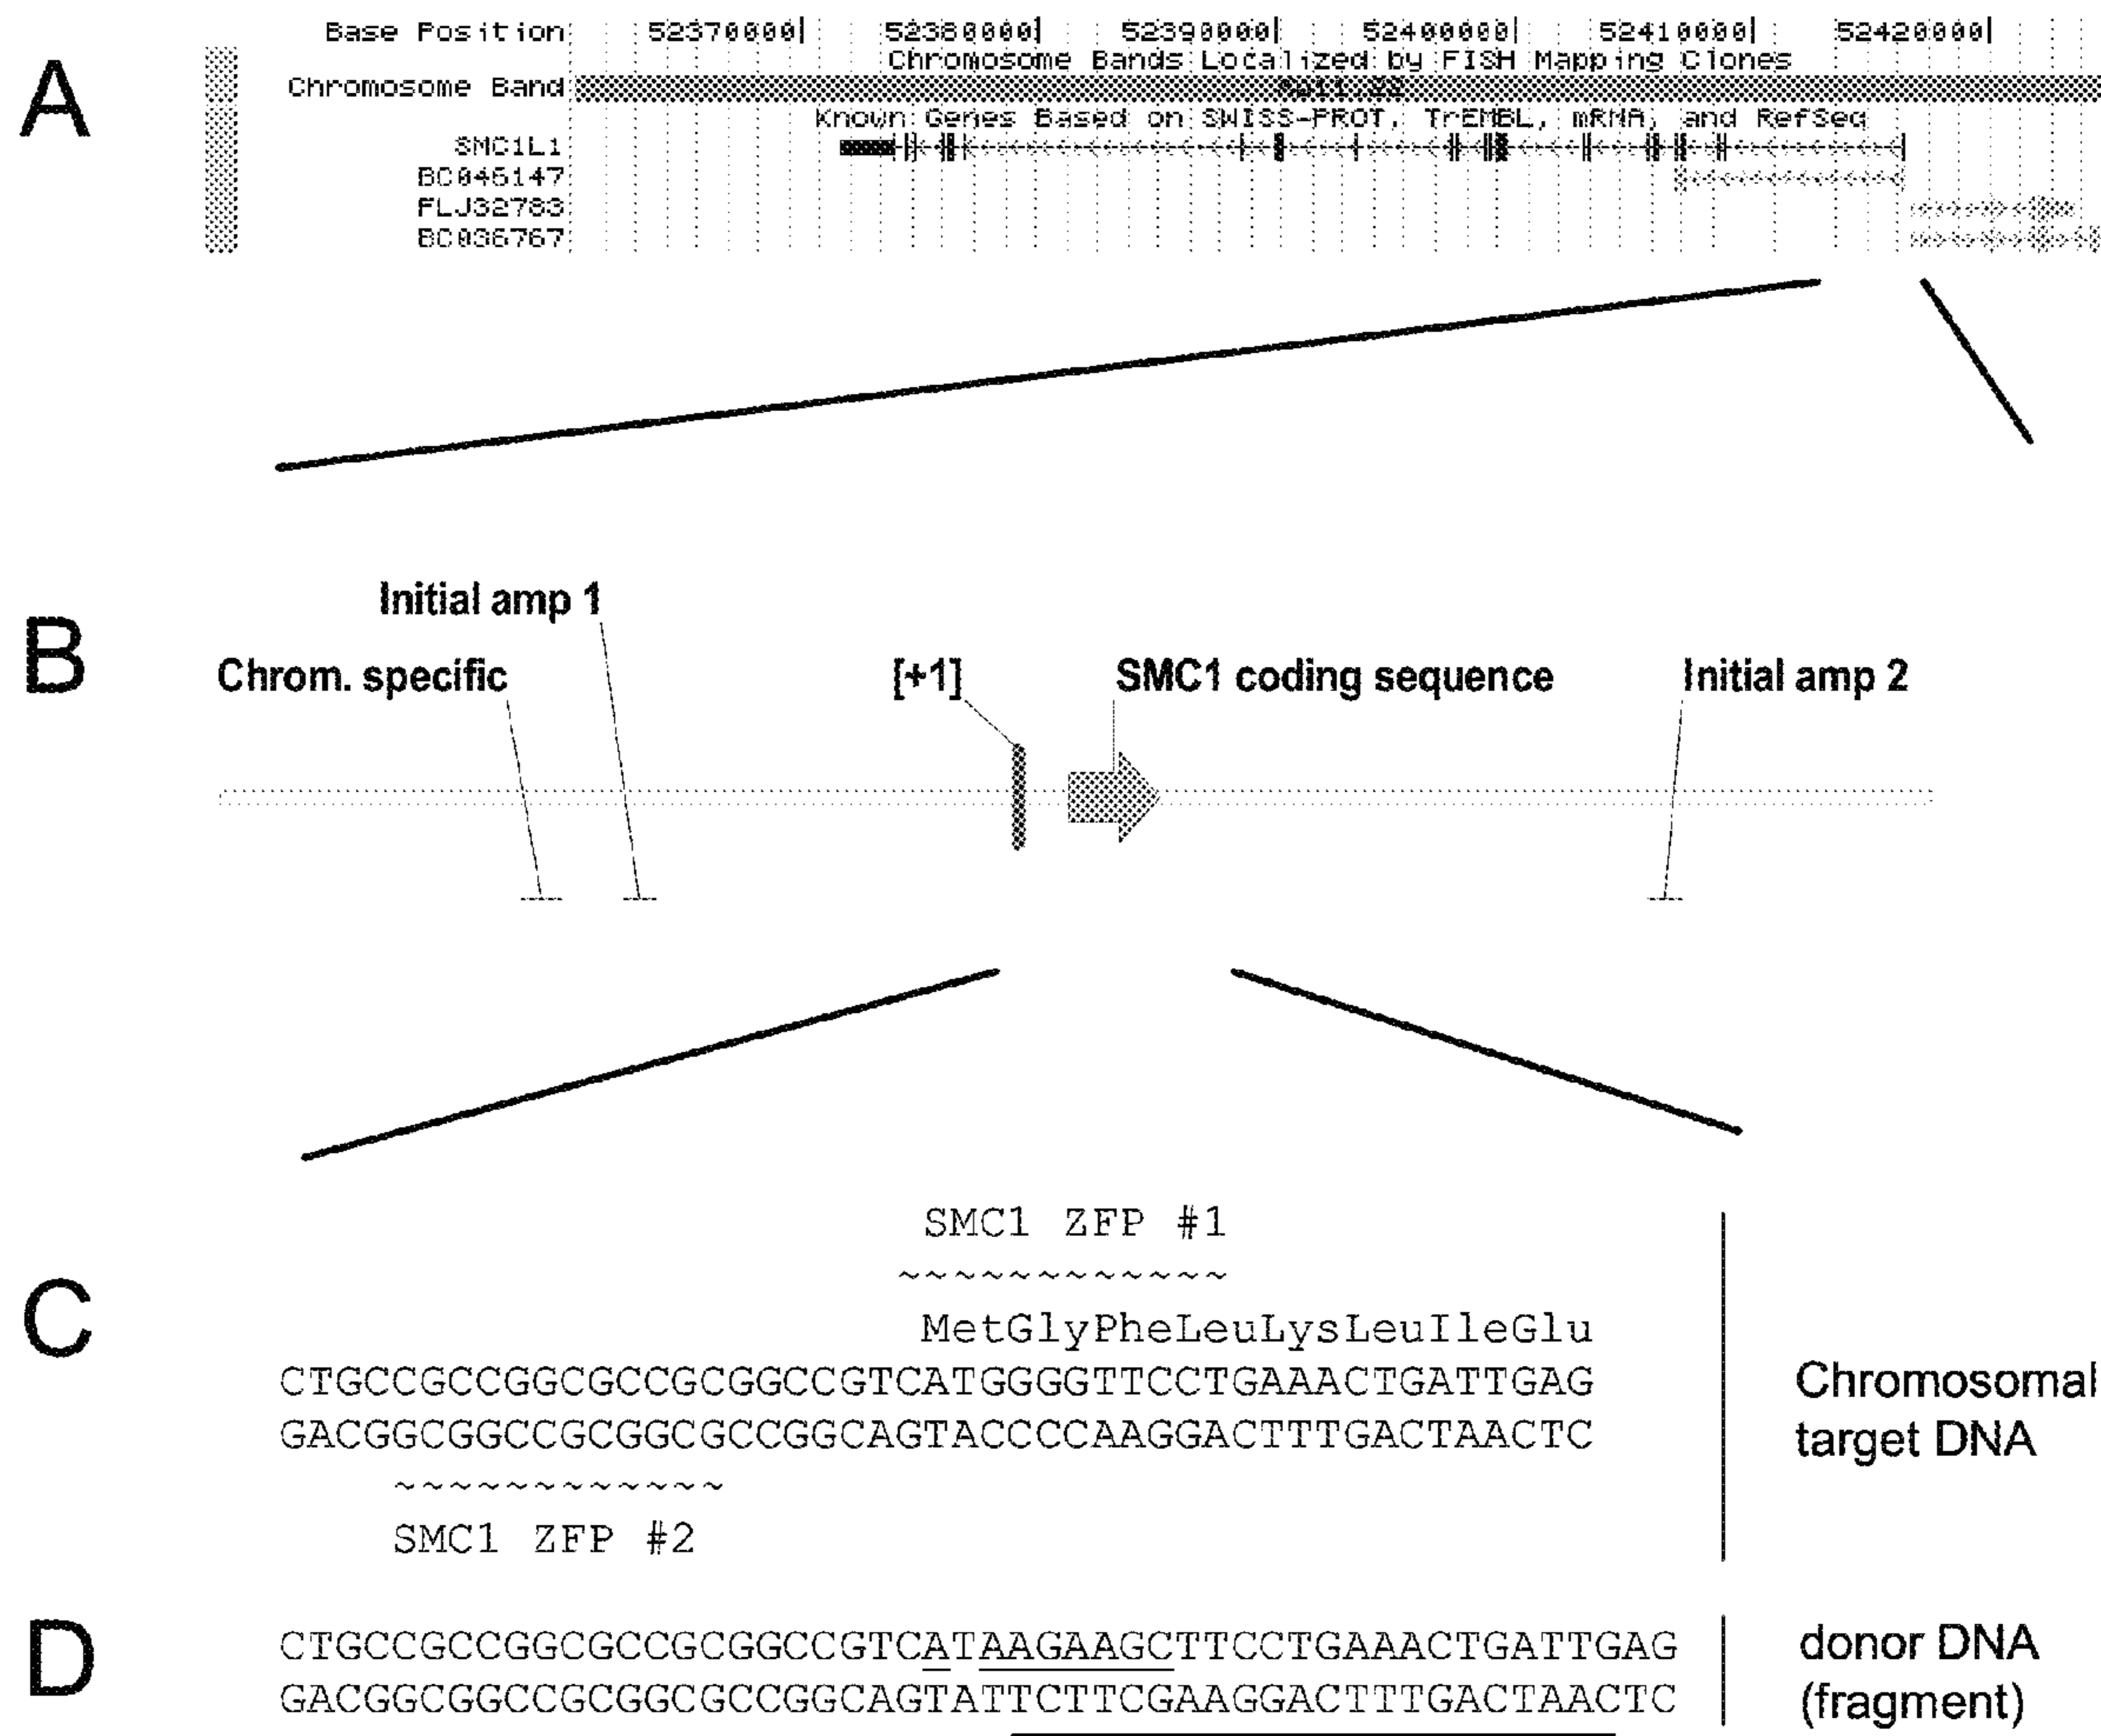 A
Base Position 52370000| 52380000| 52390000| 52400000| 52410000| 52420000|
Chromosome Bands Localized by FISH Mapping Clones
Chromosome Band
Known Genes Based on SWISS-PROT, TrEMBL, mRNA, and RefSeq
SMC1L1
BC046147
FLJ32783
BC036767
B
Initial amp 1
Chrom. specific [+1] SMC1 coding sequence Initial amp 2
C
SMC1 ZFP #1
~~~~~~~~~~~~
MetGlyPheLeuLysLeuIleGlu
CTGCCGCCGGCGCCGCGGCCGTCATGGGGTTCCTGAAACTGATTGAG
GACGGCGGCCGCGGCGCCGGCAGTACCCCAAGGACTTTGACTAACTC
~~~~~~~~~~~~
SMC1 ZFP #2
Chromosomal
target DNA
D
CTGCCGCCGGCGCCGCGGCCGTCATAAGAAGCTTCCTGAAACTGATTGAG
GACGGCGGCCGCGGCGCCGGCAGTATTCTTCGAAGGACTTTGACTAACTC
donor DNA
(fragment)